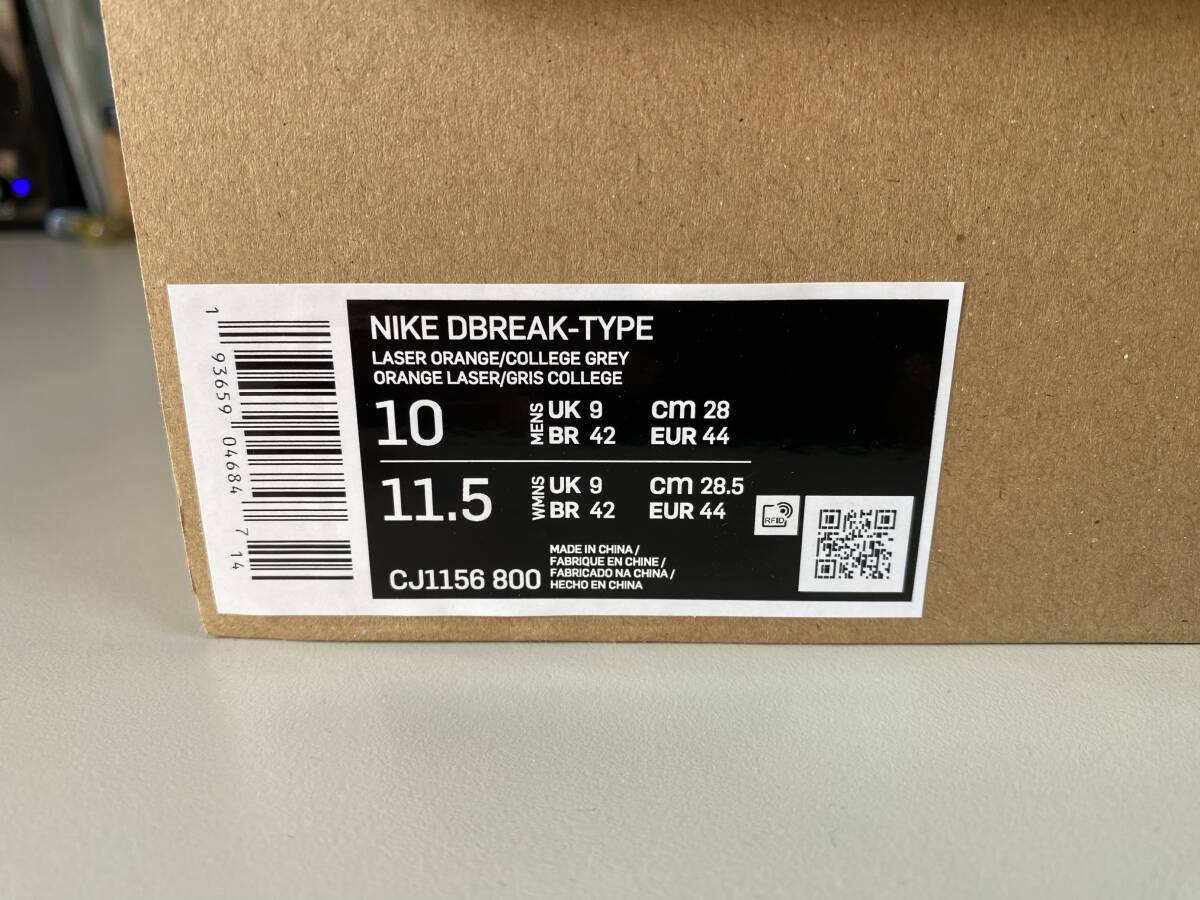 NIKE DBREAK-TYPE
LASER ORANGE/COLLEGE GREY
ORANGE LASER/GRIS COLLEGE
10 MENS UK 9 cm 28
BR 42 EUR 44
11.5 WMNS UK 9 cm 28.5
BR 42 EUR 44
RFID
CJ1156 800
MADE IN CHINA /
FABRIQUE EN CHINE /
FABRICADO NA CHINA /
HECHO EN CHINA
1 93659 04684 7 14